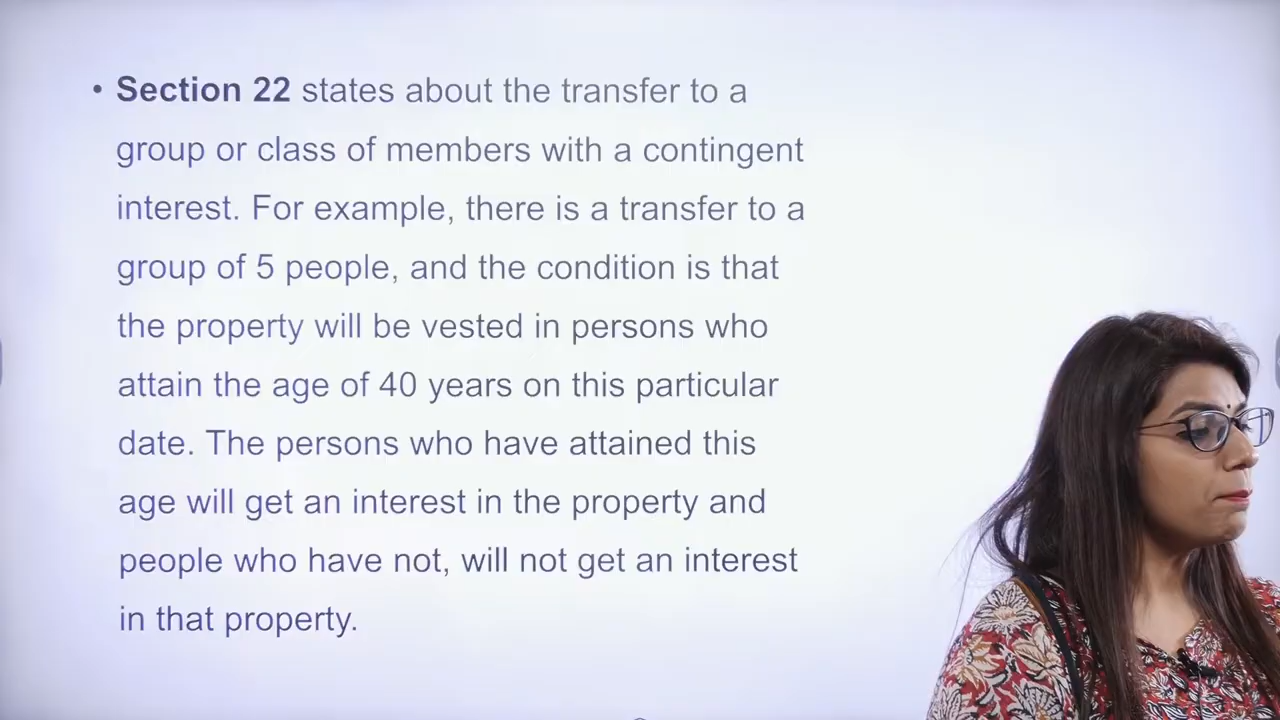 • Section 22 states about the transfer to a
group or class of members with a contingent
interest. For example, there is a transfer to a
group of 5 people, and the condition is that
the property will be vested in persons who
attain the age of 40 years on this particular
date. The persons who have attained this
age will get an interest in the property and
people who have not, will not get an interest
in that property.